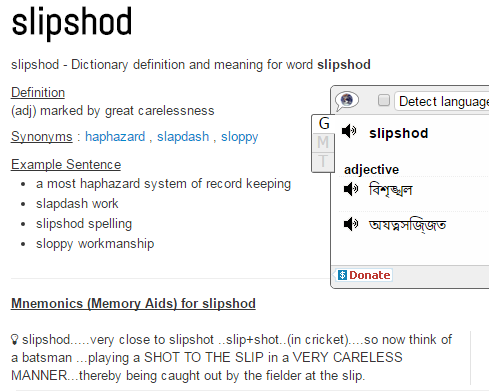 slipshod
slipshod - Dictionary definition and meaning for word slipshod
Definition
(adj) marked by great carelessness
Synonyms : haphazard , slapdash , sloppy
Example Sentence
a most haphazard system of record keeping
slapdash work
slipshod spelling
sloppy workmanship
Detect language
G
M
T
slipshod
adjective
বিশৃঙ্খল
অযত্নসজ্জিত
$ Donate
Mnemonics (Memory Aids) for slipshod
slipshod.....very close to slipshot ..slip+shot..(in cricket)....so now think of
a batsman ...playing a SHOT TO THE SLIP in a VERY CARELESS
MANNER...thereby being caught out by the fielder at the slip.